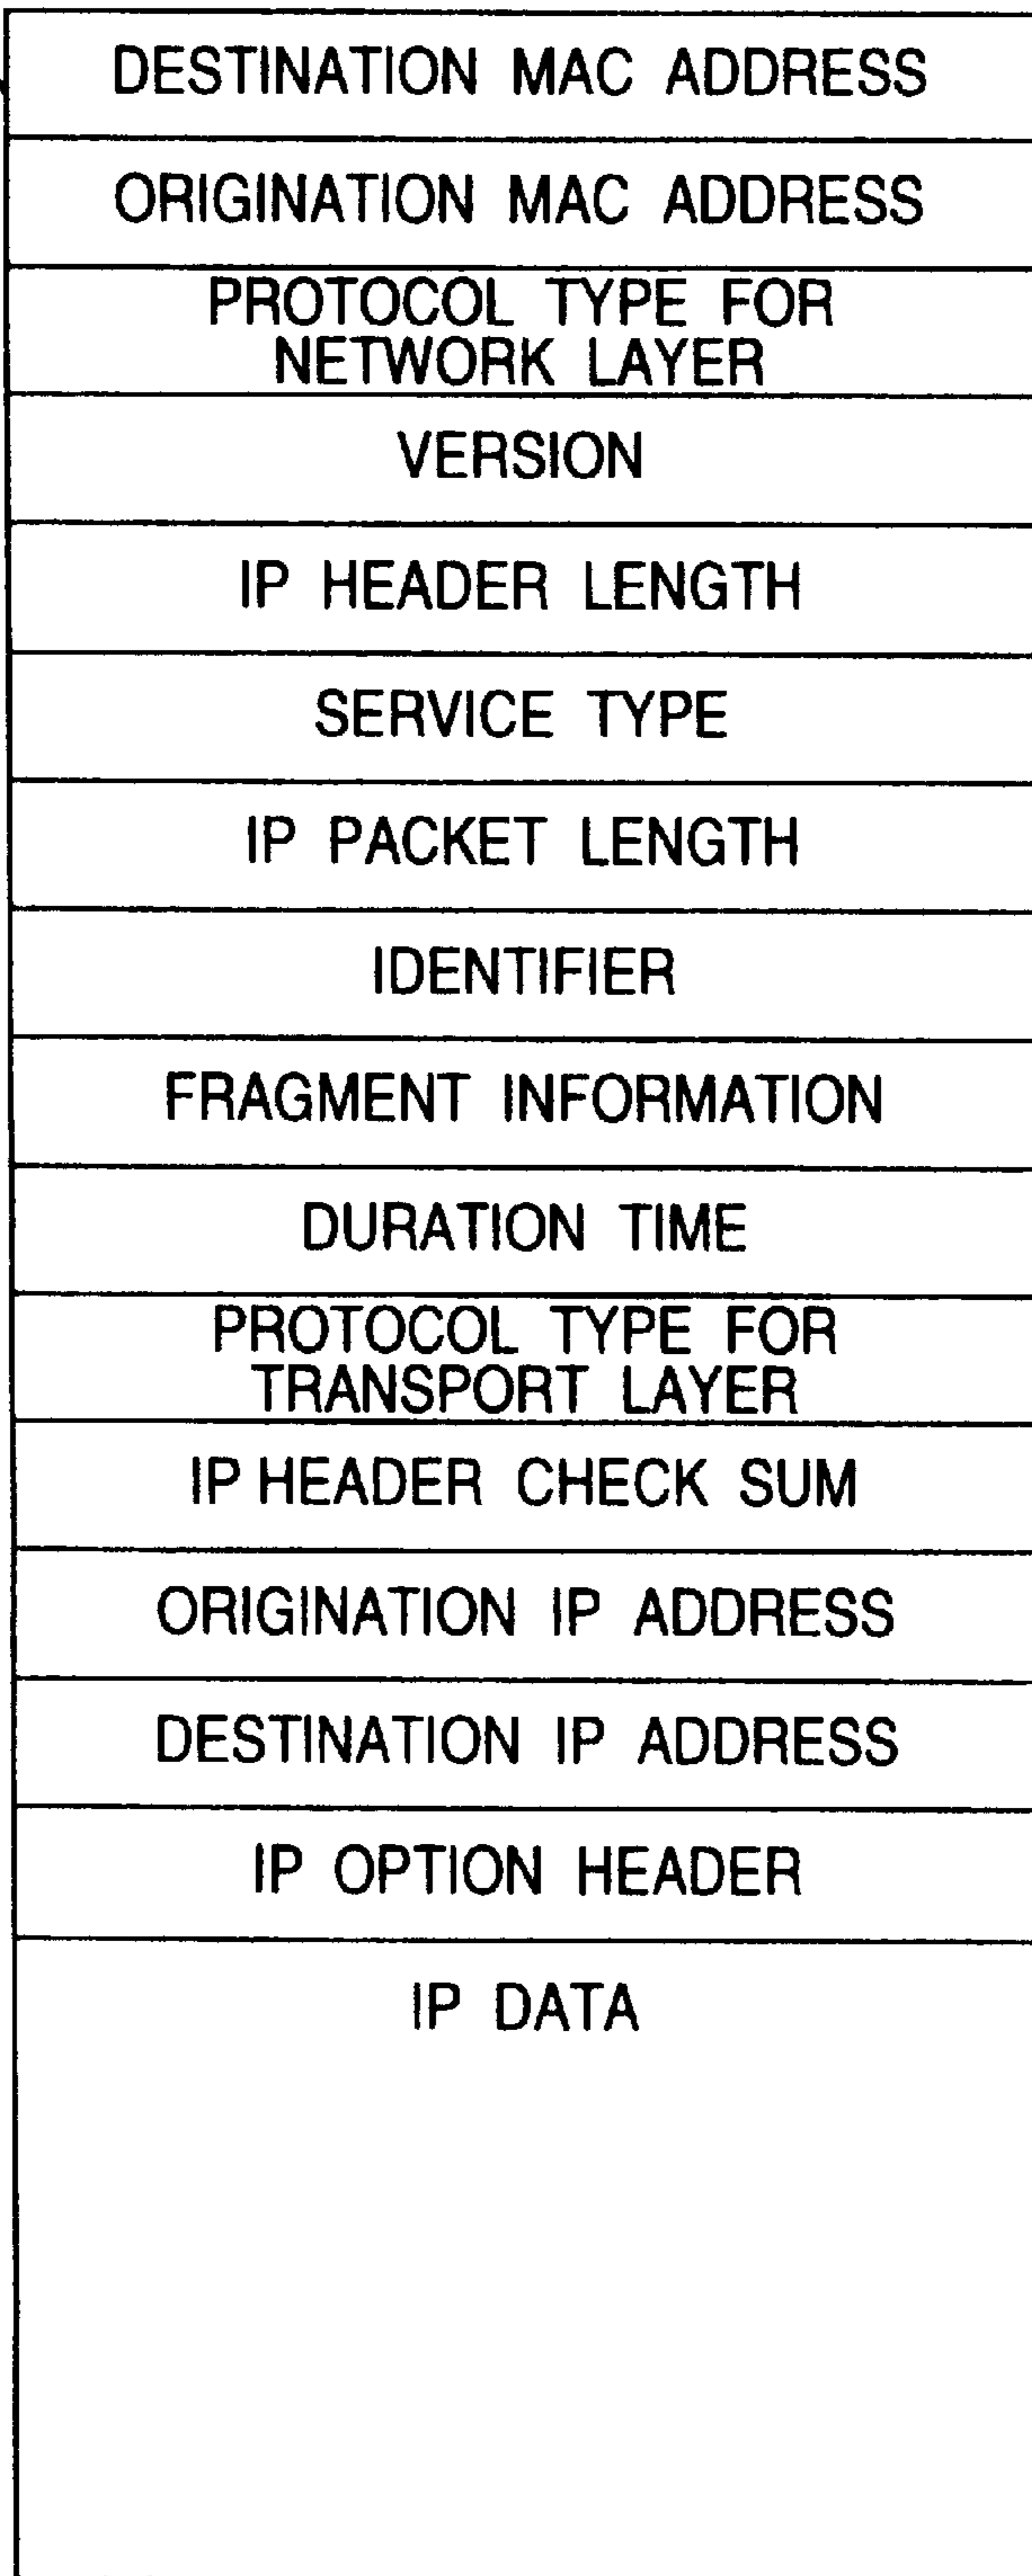 DESTINATION MAC ADDRESS
ORIGINATION MAC ADDRESS
PROTOCOL TYPE FOR
NETWORK LAYER
VERSION
IP HEADER LENGTH
SERVICE TYPE
IP PACKET LENGTH
IDENTIFIER
FRAGMENT INFORMATION
DURATION TIME
PROTOCOL TYPE FOR
TRANSPORT LAYER
IP HEADER CHECK SUM
ORIGINATION IP ADDRESS
DESTINATION IP ADDRESS
IP OPTION HEADER
IP DATA